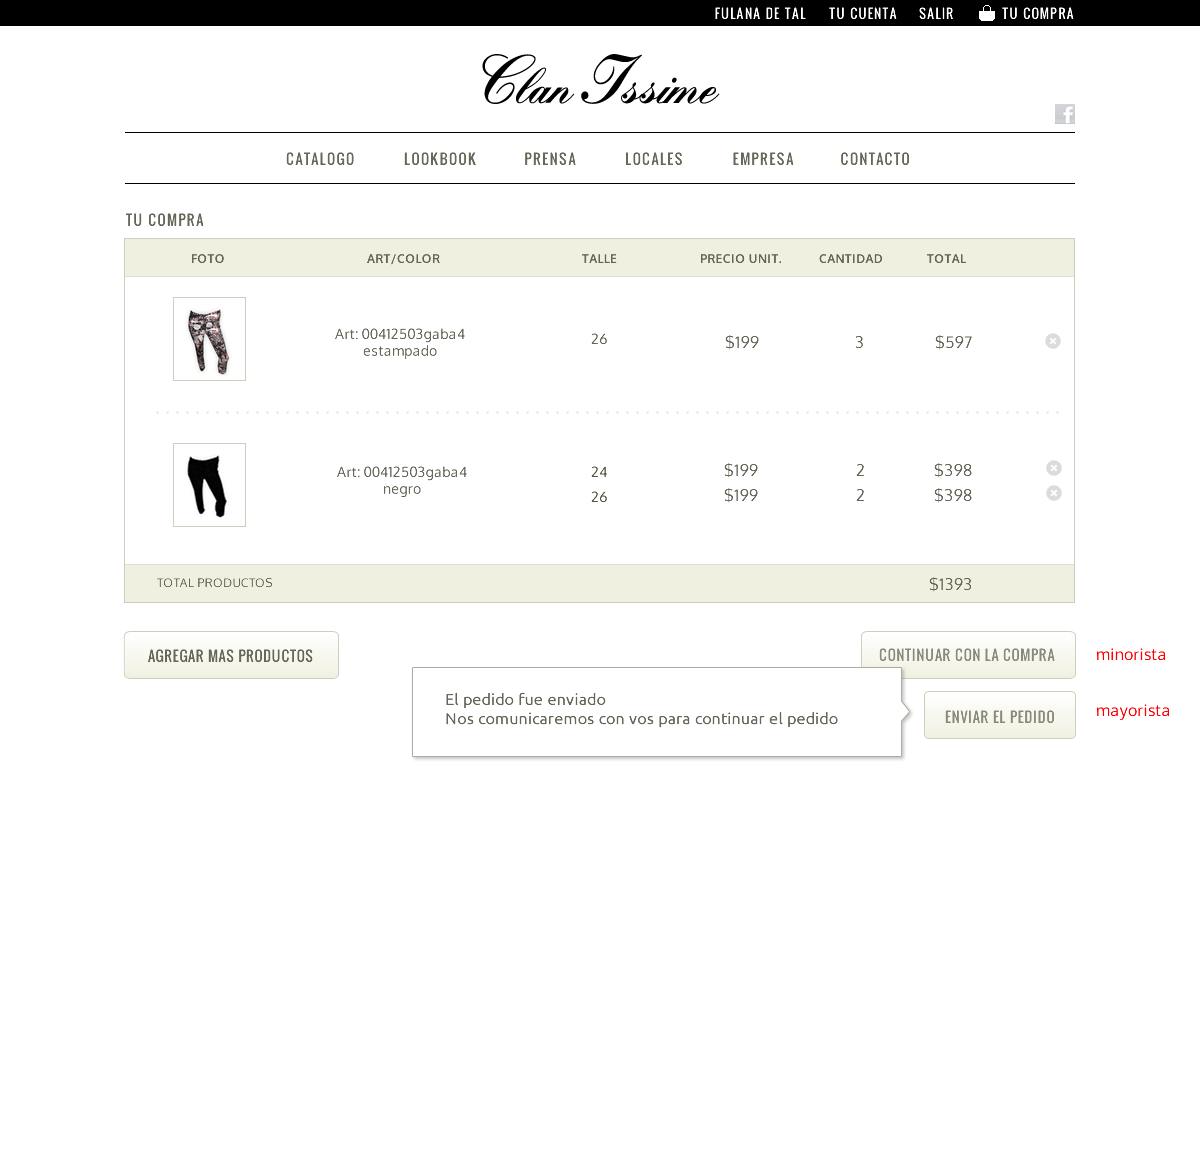 FULANA DE TAL TU CUENTA SALIR TU COMPRA
Clan Issime
CATALOGO LOOKBOOK PRENSA LOCALES EMPRESA CONTACTO
TU COMPRA
FOTO ART/COLOR TALLE PRECIO UNIT. CANTIDAD TOTAL
Art: 00412503gaba4
estampado
26 $199 3 $597
Art: 00412503gaba4
negro
24 $199 2 $398
26 $199 2 $398
TOTAL PRODUCTOS $1393
AGREGAR MAS PRODUCTOS
CONTINUAR CON LA COMPRA minorista
El pedido fue enviado
Nos comunicaremos con vos para continuar el pedido
ENVIAR EL PEDIDO mayorista